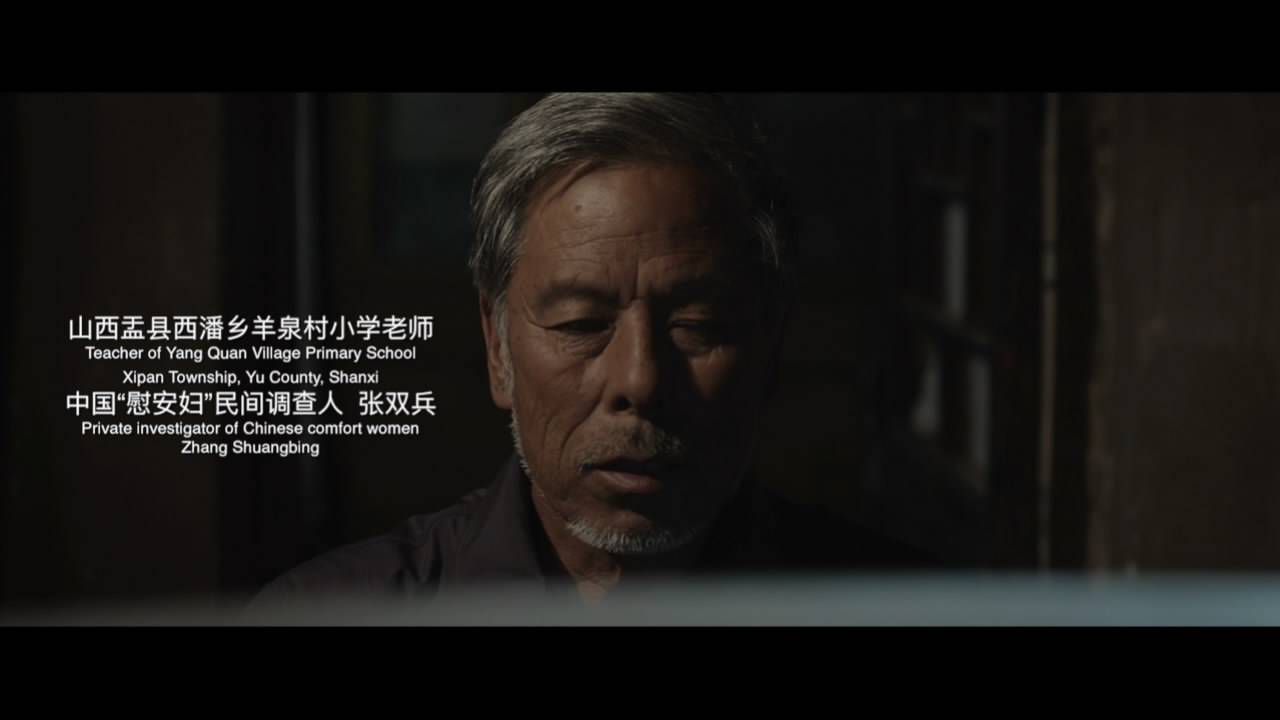 山西盂县西潘乡羊泉村小学老师
Teacher of Yang Quan Village Primary School
Xipan Township, Yu County, Shanxi
中国“慰安妇”民间调查人 张双兵
Private investigator of Chinese comfort women
Zhang Shuangbing